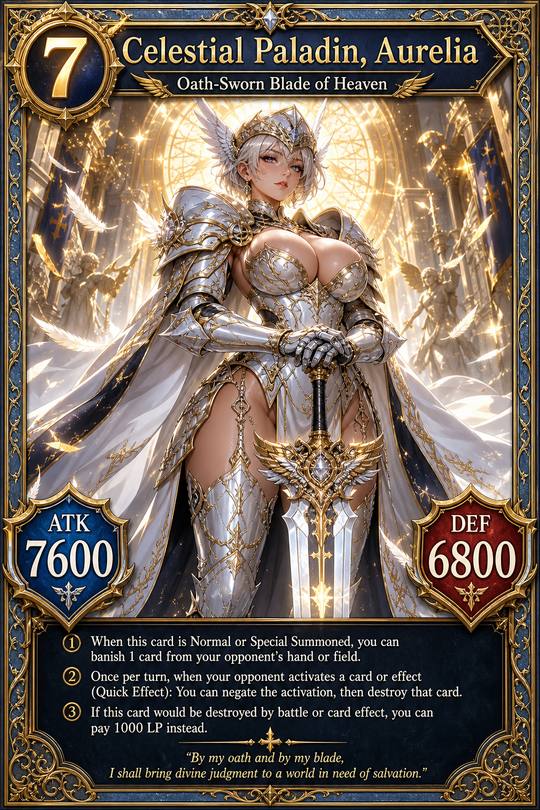 7
Celestial Paladin, Aurelia
Oath-Sworn Blade of Heaven
ATK
7600
DEF
6800
① When this card is Normal or Special Summoned, you can
banish 1 card from your opponent's hand or field.
② Once per turn, when your opponent activates a card or effect
(Quick Effect): You can negate the activation, then destroy that card.
③ If this card would be destroyed by battle or card effect, you can
pay 1000 LP instead.
“By my oath and by my blade,
I shall bring divine judgment to a world in need of salvation.”